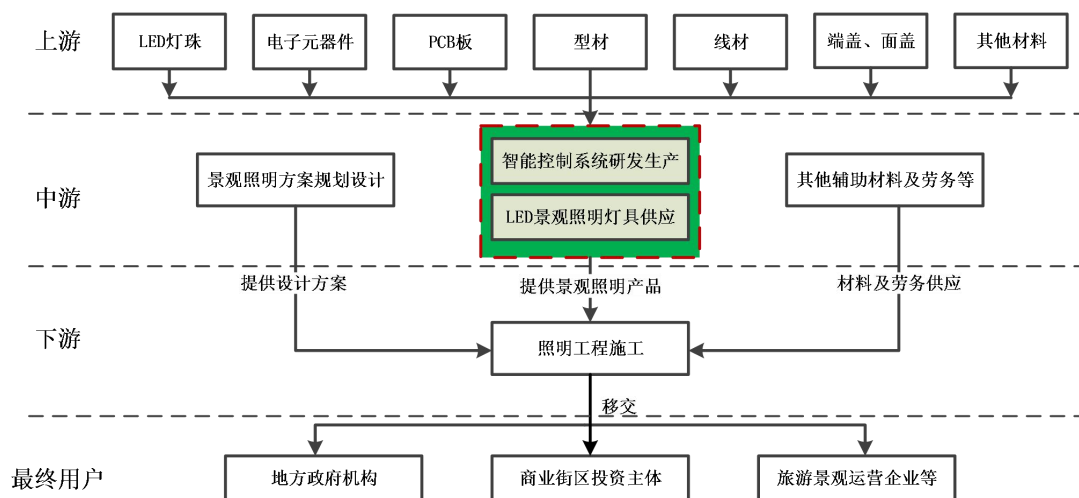 上游
LED灯珠
电子元器件
PCB板
型材
线材
端盖、面盖
其他材料
中游
景观照明方案规划设计
智能控制系统研发生产
LED景观照明灯具供应
其他辅助材料及劳务等
提供设计方案
提供景观照明产品
材料及劳务供应
下游
照明工程施工
移交
最终用户
地方政府机构
商业街区投资主体
旅游景观运营企业等